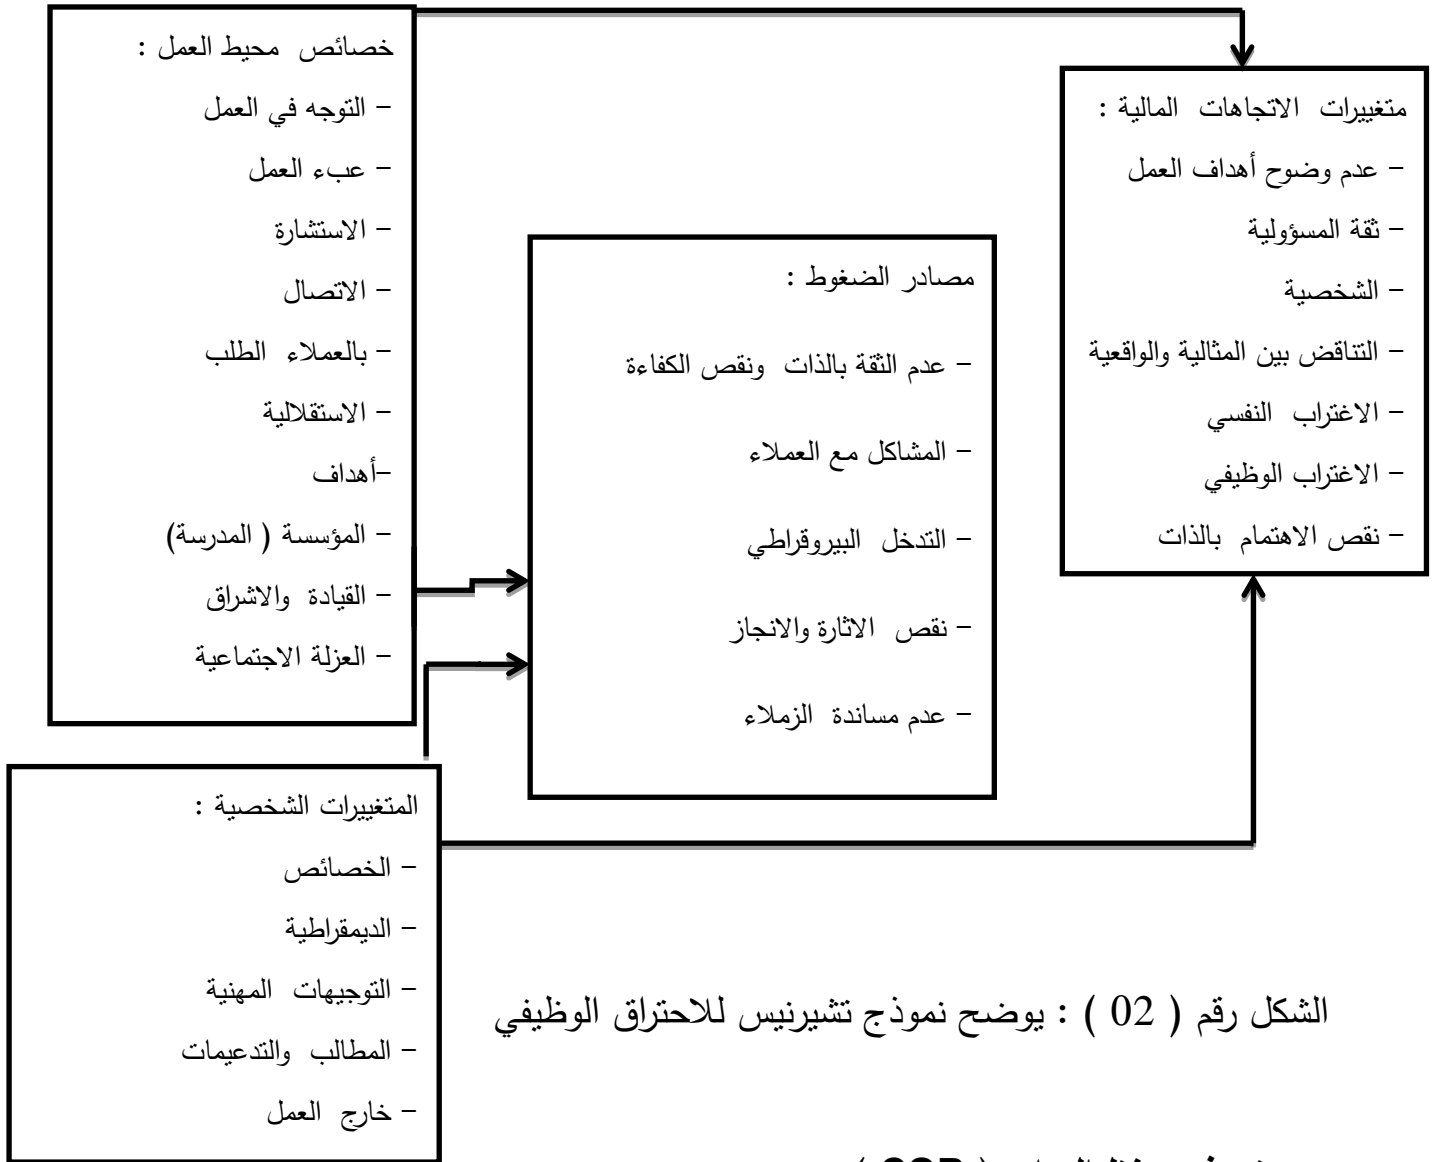 خصائص محيط العمل :
- التوجه في العمل
- عبء العمل
- الاستشارة
- الاتصال
- بالعملاء الطلب
- الاستقلالية
-أهداف
- المؤسسة ( المدرسة)
- القيادة والاشراق
- العزلة الاجتماعية
متغييرات الاتجاهات المالية :
- عدم وضوح أهداف العمل
- ثقة المسؤولية
- الشخصية
- التناقض بين المثالية والواقعية
- الاغتراب النفسي
- الاغتراب الوظيفي
- نقص الاهتمام بالذات
مصادر الضغوط :
- عدم الثقة بالذات ونقص الكفاءة
- المشاكل مع العملاء
- التدخل البيروقراطي
- نقص الاثارة والانجاز
- عدم مساندة الزملاء
المتغييرات الشخصية :
- الخصائص
- الديمقراطية
- التوجيهات المهنية
- المطالب والتدعيمات
- خارج العمل
الشكل رقم ( 02 ) : يوضح نموذج تشيرنيس للاحتراق الوظيفي